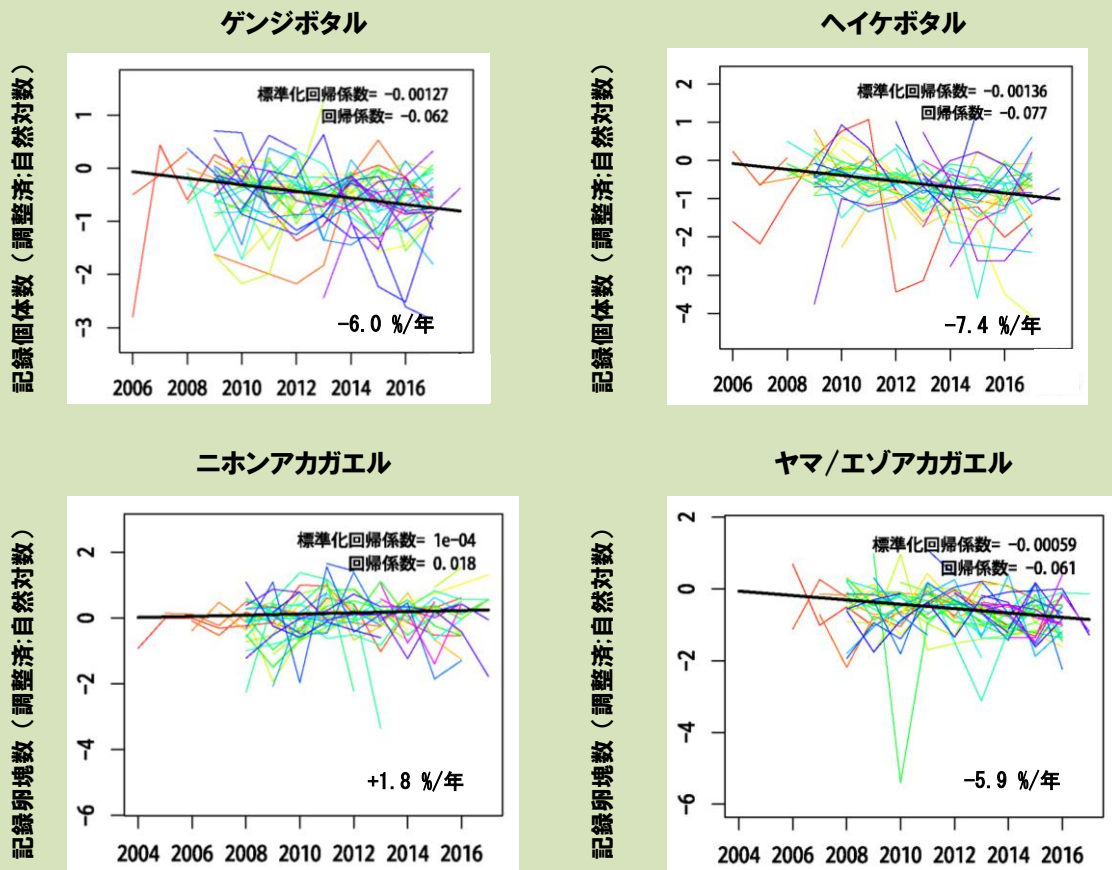 ゲンジボタル
記録個体数(調整済;自然対数)
標準化回帰係数= -0.00127
回帰係数= -0.062
1
0
-1
-2
-3
-6.0 %/年
2006 2008 2010 2012 2014 2016
ヘイケボタル
記録個体数(調整済;自然対数)
標準化回帰係数= -0.00136
回帰係数= -0.077
2
1
0
-1
-2
-3
-4
-7.4 %/年
2006 2008 2010 2012 2014 2016
ニホンアカガエル
記録卵塊数(調整済;自然対数)
標準化回帰係数= 1e-04
回帰係数= 0.018
2
0
-2
-4
-6
+1.8 %/年
2004 2006 2008 2010 2012 2014 2016
ヤマ/エゾアカガエル
記録卵塊数(調整済;自然対数)
標準化回帰係数= -0.00059
回帰係数= -0.061
2
0
-2
-4
-6
-5.9 %/年
2004 2006 2008 2010 2012 2014 2016